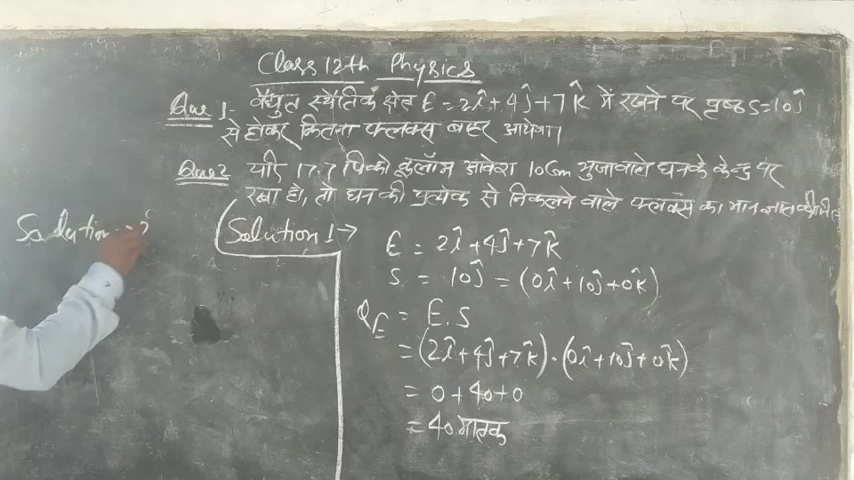 Class 12th Physics
Que 1- वैद्युत स्थैतिक क्षेत्र E = 2î+4ĵ+7k̂ में रखने पर पृष्ठ S=10ĵ
से होकर कितना फ्लक्स बाहर आयेगा।
Que 2 यदि 17.7 पिको कूलॉम आवेश 10cm भुजावाले घनके केन्द्र पर
रखा है, तो घन की प्रत्येक से निकलने वाले फ्लक्स का मान ज्ञात कीजिये
Solution → 2
Solution 1 →
E = 2î+4ĵ+7k̂
S = 10ĵ = (0î+10ĵ+0k̂)
Φ_E = E.S
= (2î+4ĵ+7k̂).(0î+10ĵ+0k̂)
= 0+40+0
= 40 मात्रक